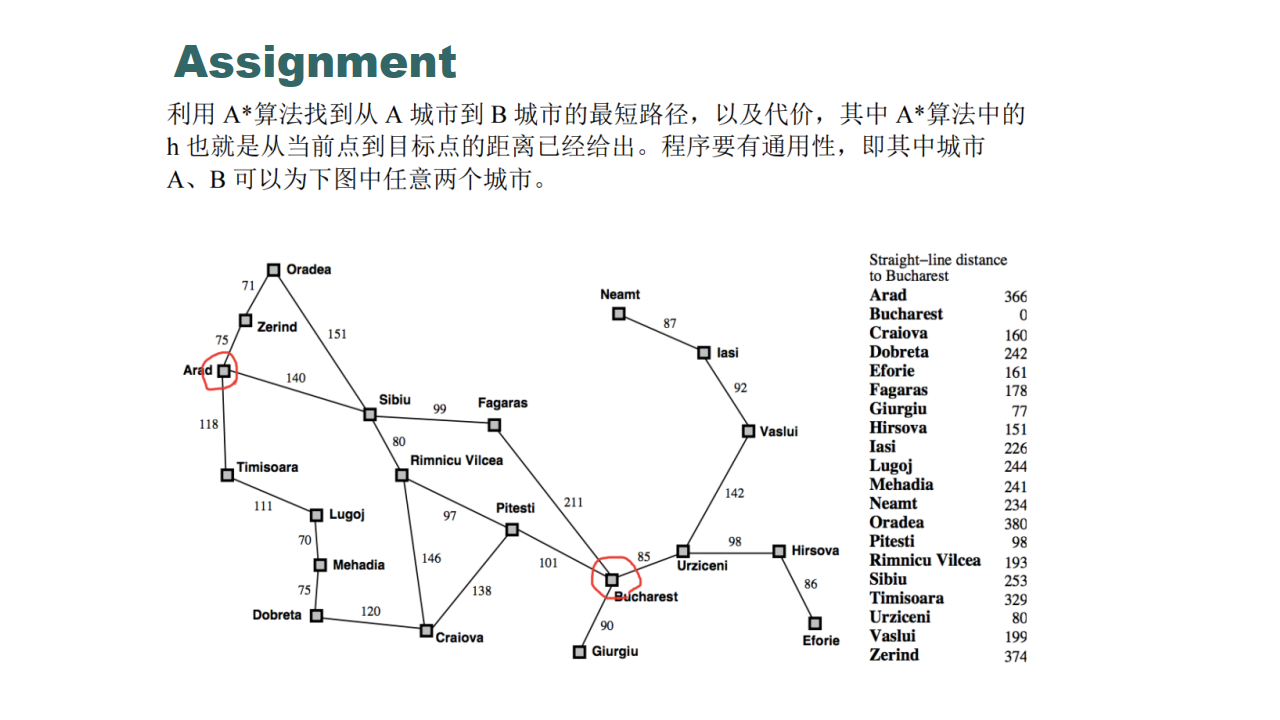 Assignment
利用 A*算法找到从 A 城市到 B 城市的最短路径，以及代价，其中 A*算法中的
h 也就是从当前点到目标点的距离已经给出。程序要有通用性，即其中城市
A、B 可以为下图中任意两个城市。
Oradea
71
Zerind
75
151
Arad
140
118
Sibiu
99
Fagaras
80
Timisoara
Rimnicu Vilcea
111
Lugoj
97
Pitesti
211
70
Mehadia
146
101
75
138
Dobreta
120
Craiova
Neamt
87
Iasi
92
Vaslui
142
98
Hirsova
85
Urziceni
86
Bucharest
90
Giurgiu
Eforie
Straight–line distance
to Bucharest
Arad 366
Bucharest 0
Craiova 160
Dobreta 242
Eforie 161
Fagaras 178
Giurgiu 77
Hirsova 151
Iasi 226
Lugoj 244
Mehadia 241
Neamt 234
Oradea 380
Pitesti 98
Rimnicu Vilcea 193
Sibiu 253
Timisoara 329
Urziceni 80
Vaslui 199
Zerind 374